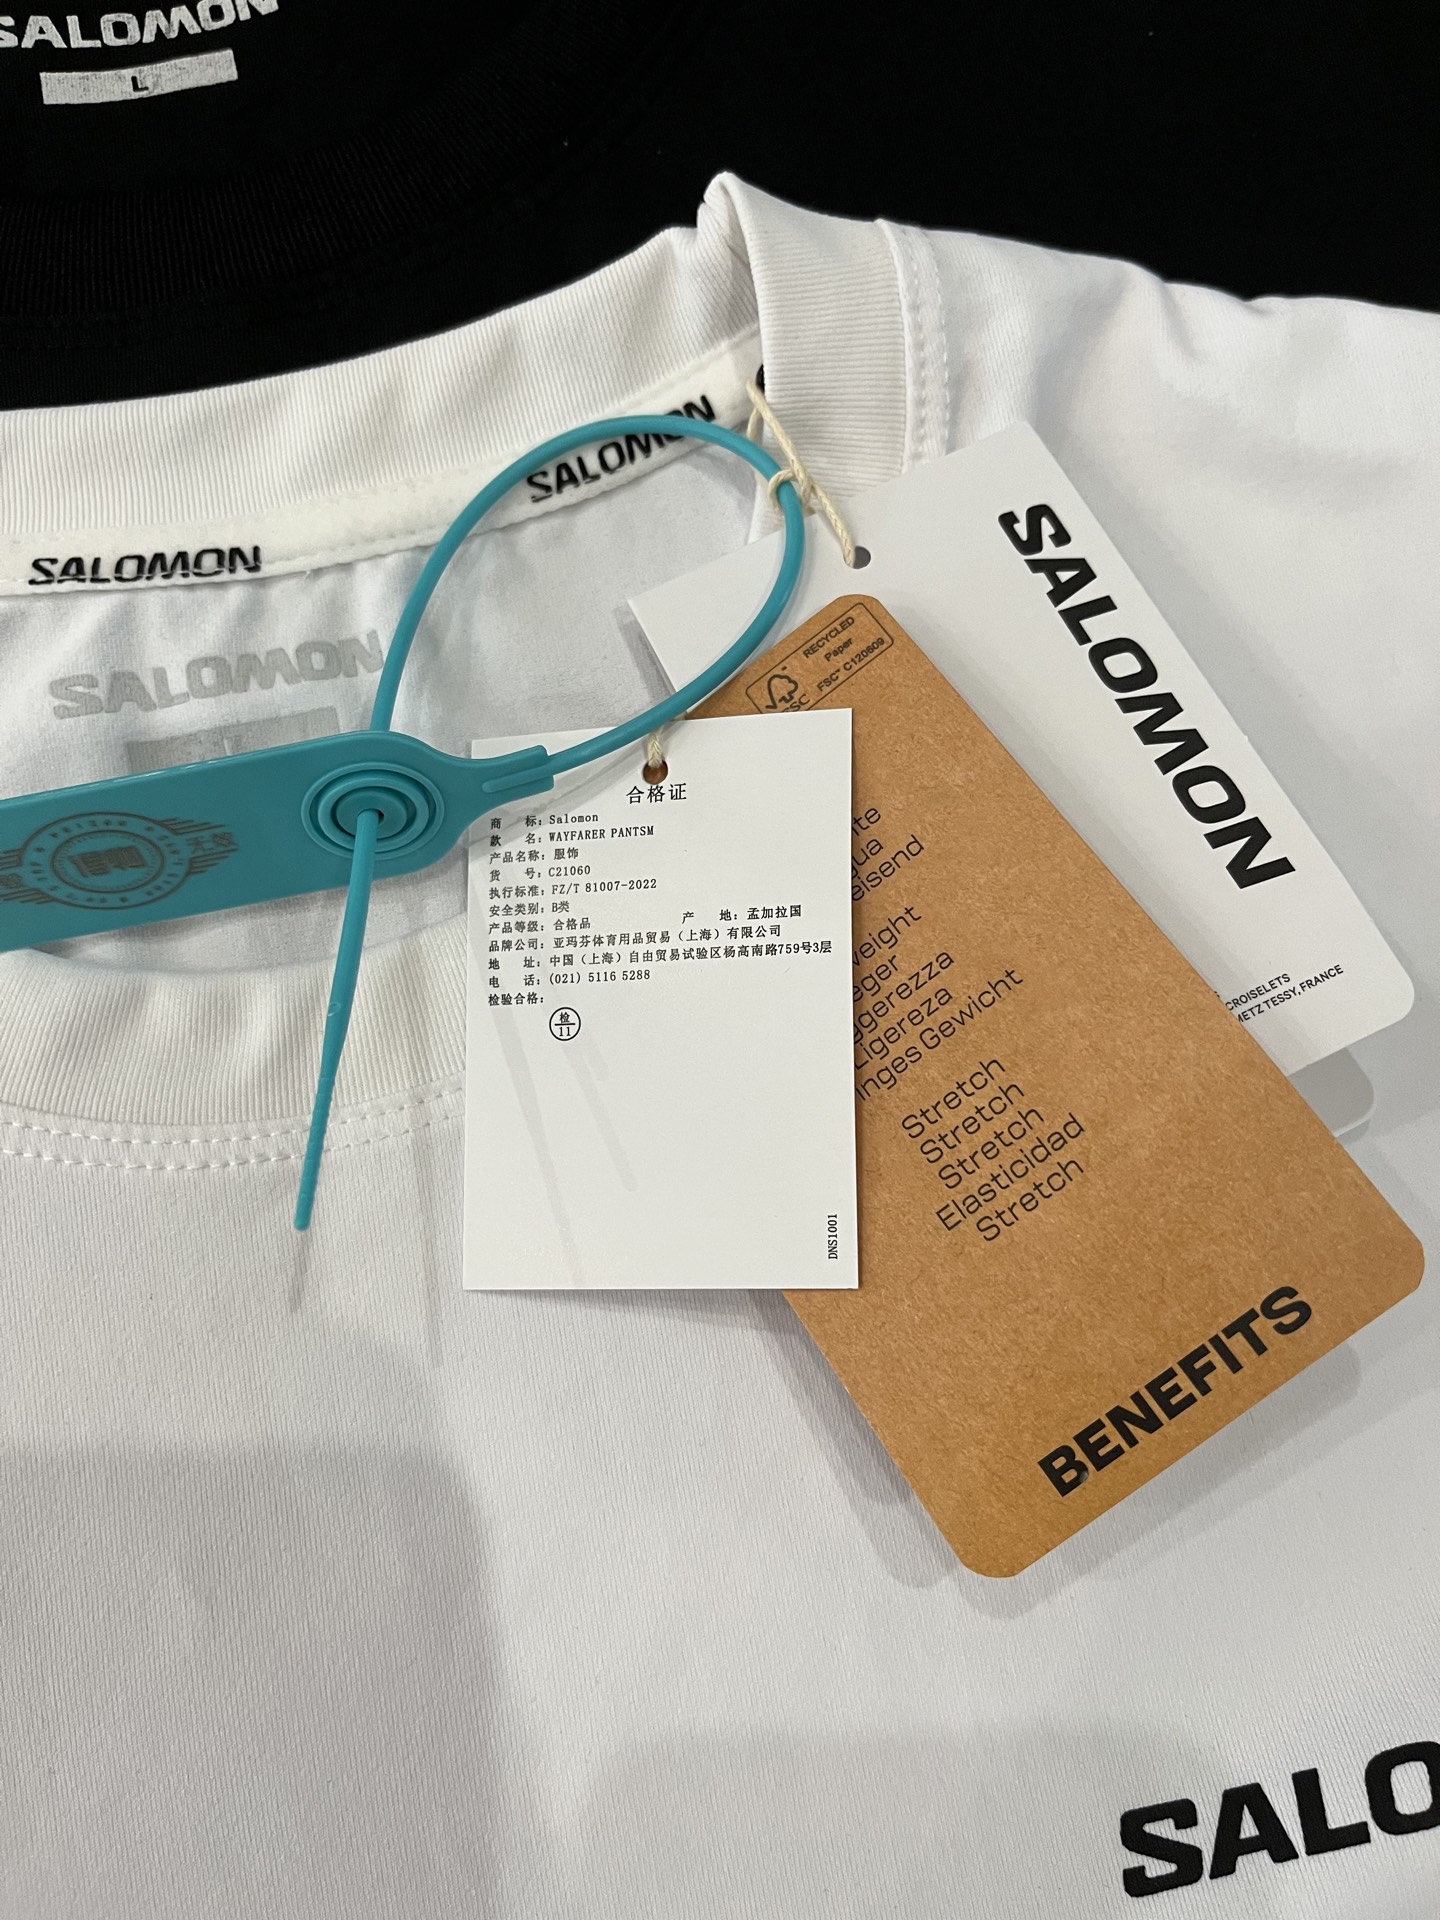 SALOMON
L
SALOMON
SALOMON
SALOMON
SALOMON
RECYCLED
Paper
FSC™ C120809
FSC
合格证
商 标: Salomon
款 名: WAYFARER PANTSM
产品名称: 服饰
货 号: C21060
执行标准: FZ/T 81007-2022
安全类别: B类
产品等级: 合格品 产 地: 孟加拉国
品牌公司: 亚玛芬体育用品贸易（上海）有限公司
地 址: 中国（上海）自由贸易试验区杨高南路759号3层
电 话: (021) 5116 5288
检验合格:
检
11
DNS1001
Ligereza
Inges Gewicht
Stretch
Stretch
Stretch
Elasticidad
Stretch
BENEFITS
CROISELETS
METZ TESSY, FRANCE
SALO